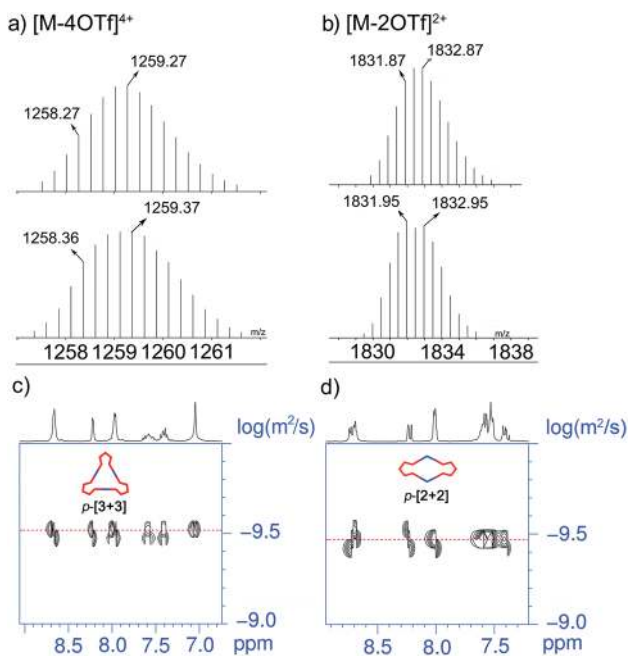 a) [M-4OTf]4+
b) [M-2OTf]2+
1259.27
1258.27
1831.87
1832.87
1259.37
1258.36
1831.95
1832.95
m/z
m/z
1258 1259 1260 1261
1830 1834 1838
c)
d)
log(m²/s)
log(m²/s)
p-[3+3]
p-[2+2]
-9.5
-9.5
-9.0
-9.0
8.5 8.0 7.5 7.0
ppm
8.5 8.0 7.5
ppm